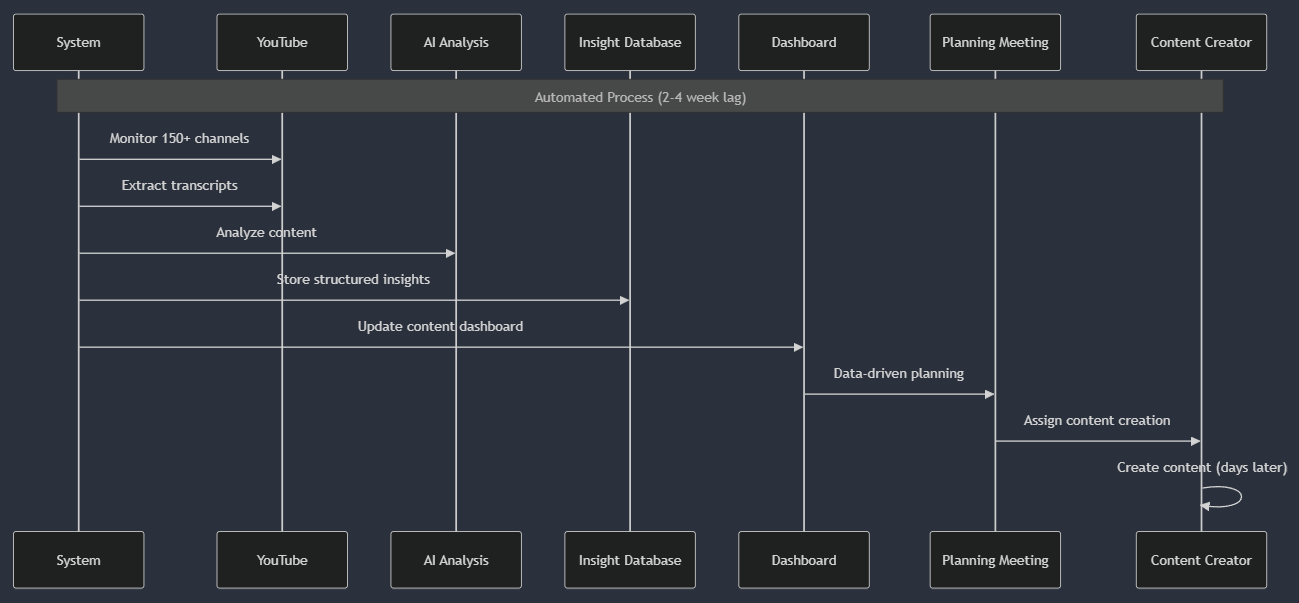 System
YouTube
AI Analysis
Insight Database
Dashboard
Planning Meeting
Content Creator
Automated Process (2-4 week lag)
Monitor 150+ channels
Extract transcripts
Analyze content
Store structured insights
Update content dashboard
Data-driven planning
Assign content creation
Create content (days later)
System
YouTube
AI Analysis
Insight Database
Dashboard
Planning Meeting
Content Creator